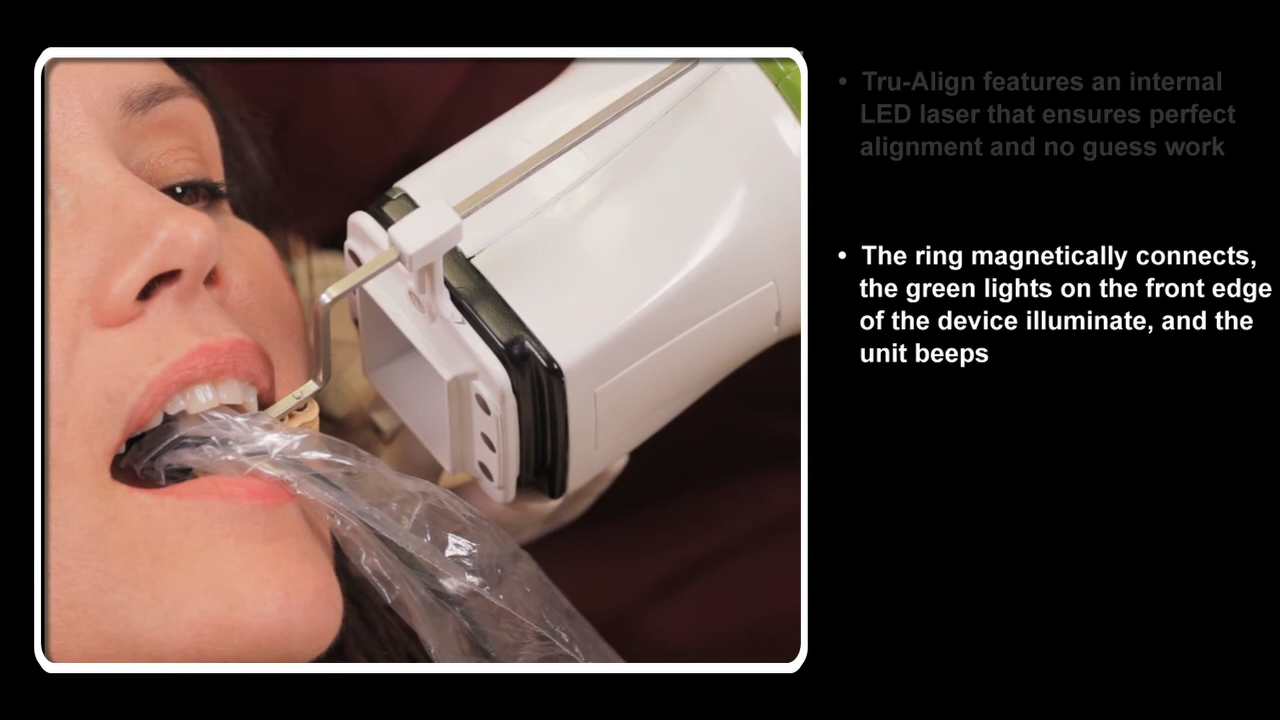 • Tru-Align features an internal
LED laser that ensures perfect
alignment and no guess work
• The ring magnetically connects,
the green lights on the front edge
of the device illuminate, and the
unit beeps